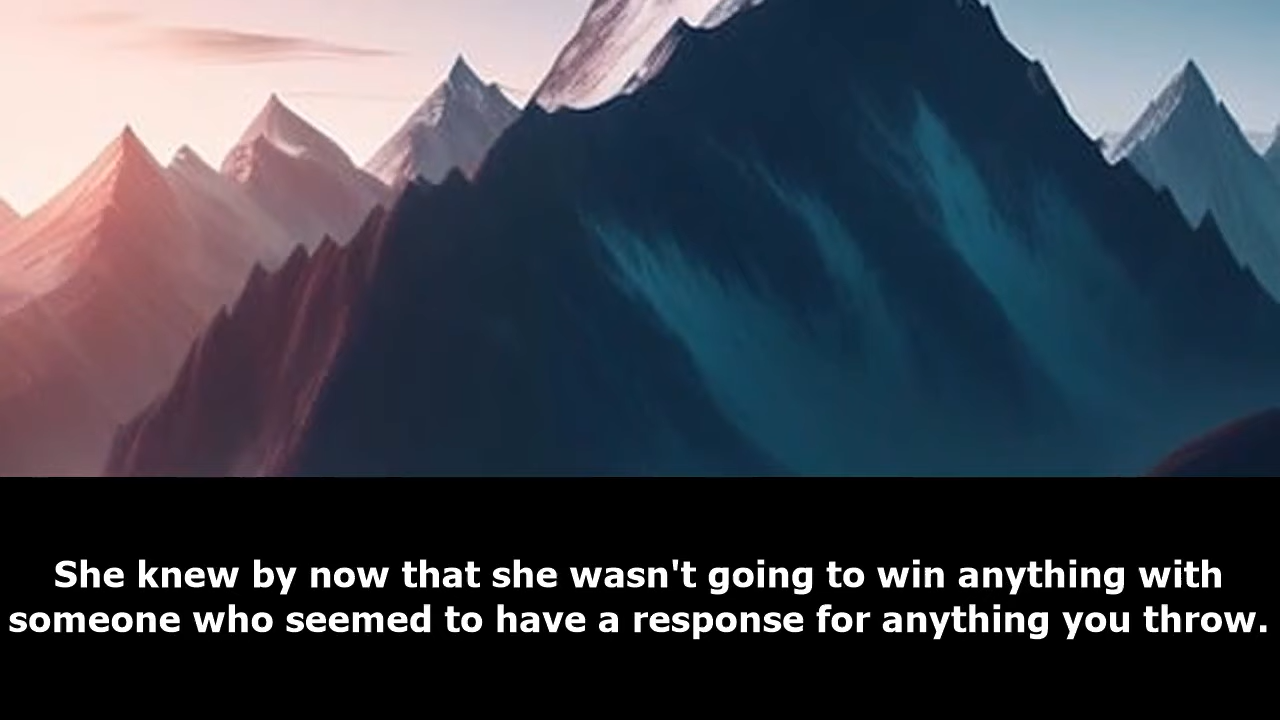 She knew by now that she wasn't going to win anything with
someone who seemed to have a response for anything you throw.